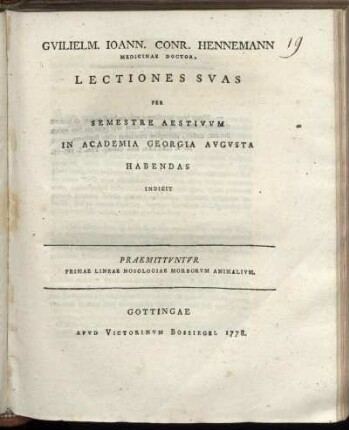 GVILIELM. IOANN. CONR. HENNEMANN
19
MEDICINAE DOCTOR,
LECTIONES SVAS
PER
SEMESTRE AESTIVVM
IN ACADEMIA GEORGIA AVGVSTA
HABENDAS
INDICIT
PRAEMITTVNTVR
PRIMAE LINEAE NOSOLOGIAE MORBORVM ANIMALIVM.
GOTTINGAE
APVD VICTORINVM BOSSIEGEL 1778.